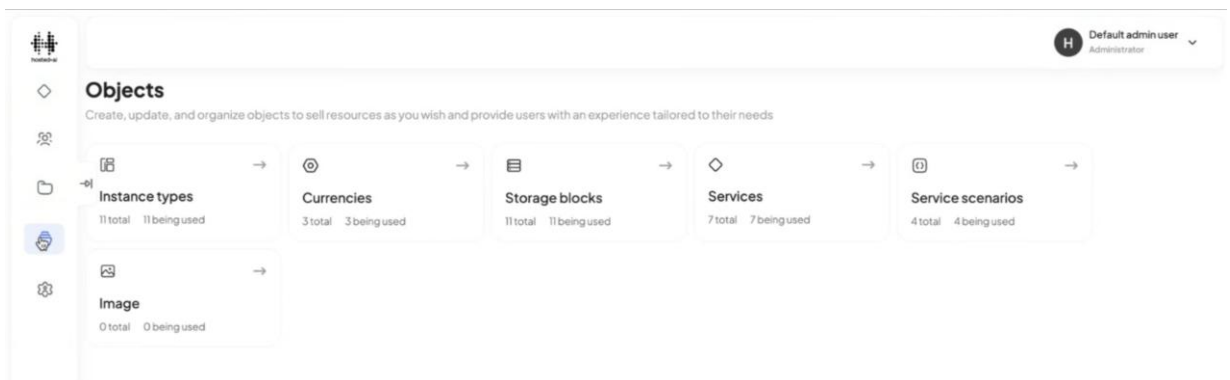 hosted·ai
H
Default admin user
Administrator
Objects
Create, update, and organize objects to sell resources as you wish and provide users with an experience tailored to their needs
Instance types
11 total 11 being used
Currencies
3 total 3 being used
Storage blocks
11 total 11 being used
Services
7 total 7 being used
Service scenarios
4 total 4 being used
Image
0 total 0 being used